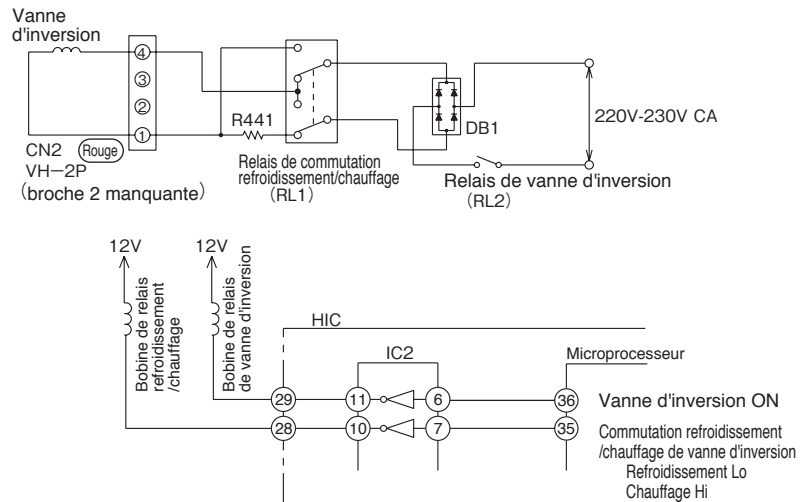 Vanne
d'inversion
④
③
②
①
R441
CN2 Rouge
VH−2P
(broche 2 manquante)
Relais de commutation
refroidissement/chauffage
(RL1)
DB1
220V-230V CA
Relais de vanne d'inversion
(RL2)
12V
12V
Bobine de relais
refroidissement
/chauffage
Bobine de relais
de vanne d'inversion
HIC
IC2
Microprocesseur
29 11 6 36 Vanne d'inversion ON
28 10 7 35
Commutation refroidissement
/chauffage de vanne d'inversion
Refroidissement Lo
Chauffage Hi